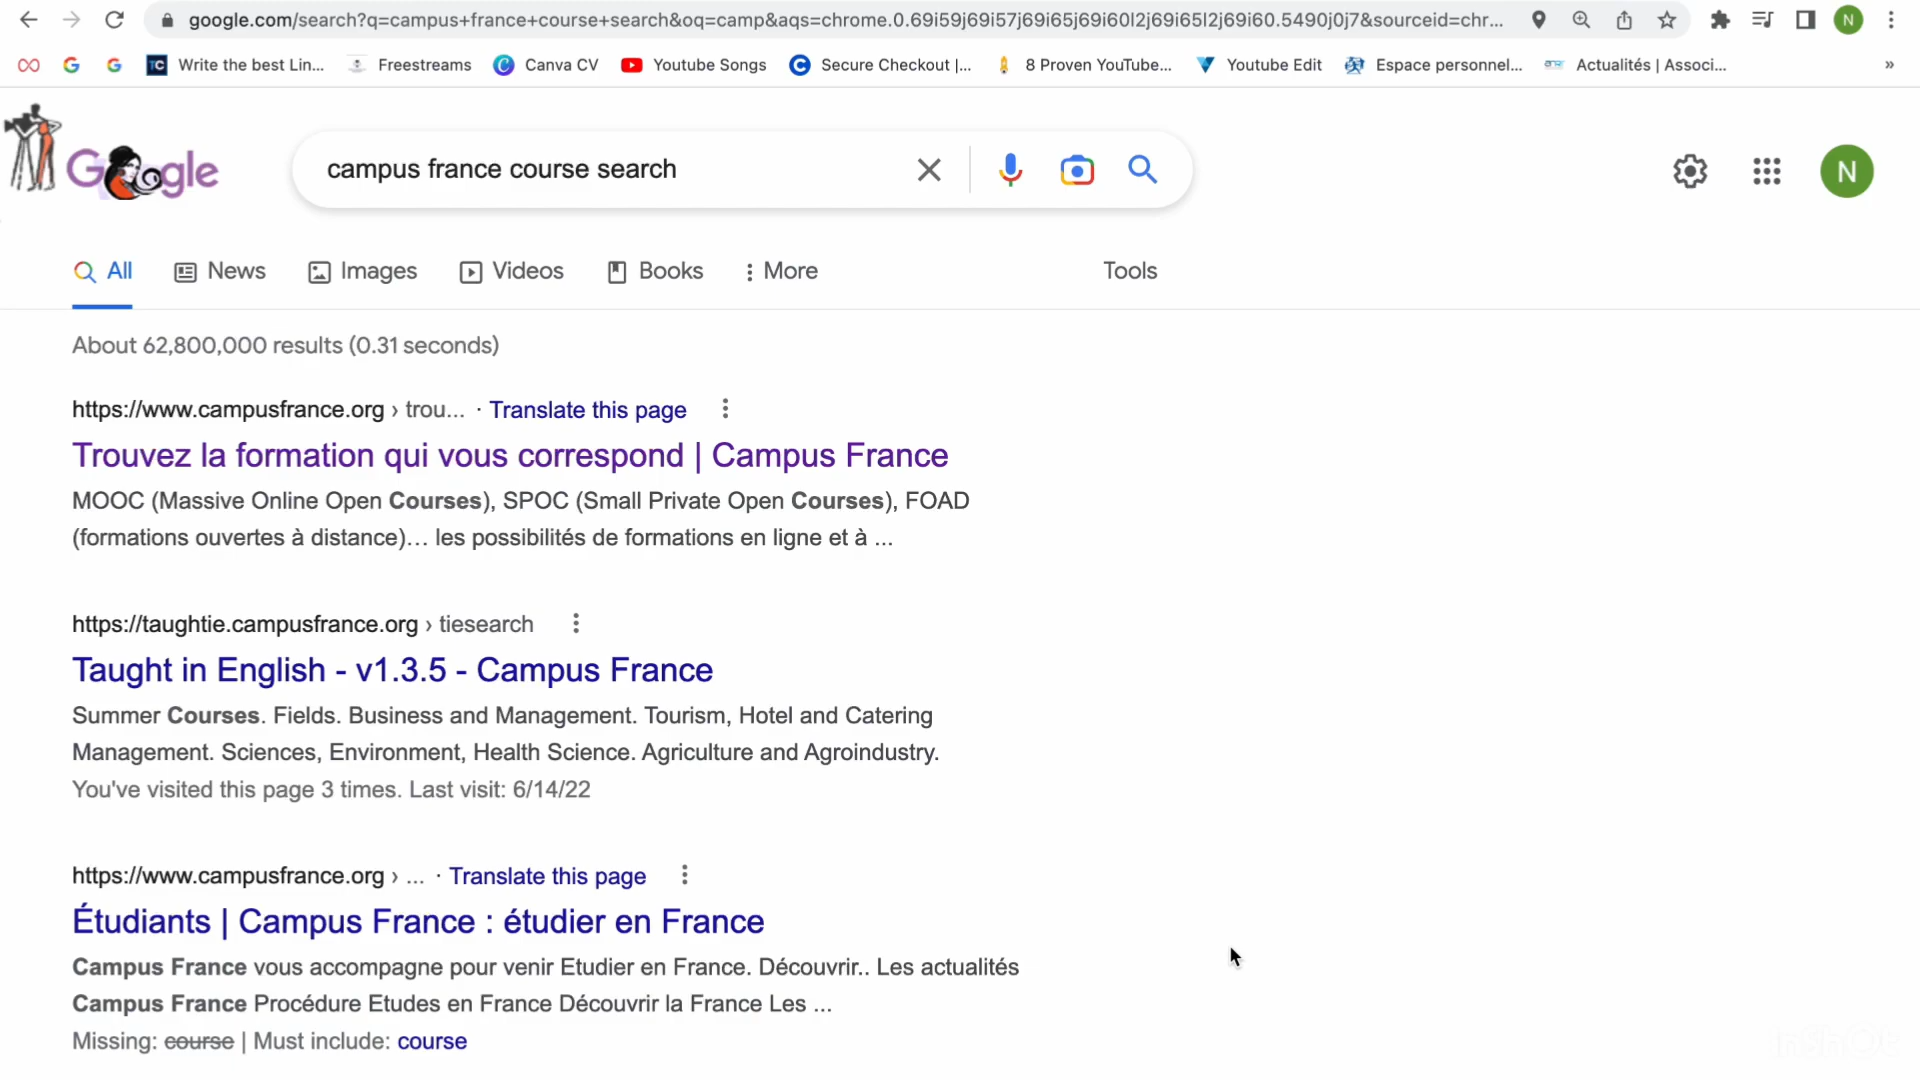 google.com/search?q=campus+france+course+search&oq=camp&aqs=chrome.0.69i59j69i57j69i65j69i60l2j69i65l2j69i60.5490j0j7&sourceid=chr...
N
Write the best Lin... Freestreams Canva CV Youtube Songs Secure Checkout |... 8 Proven YouTube... Youtube Edit Espace personnel... Actualités | Associ... »
Google
campus france course search
N
All News Images Videos Books More Tools
About 62,800,000 results (0.31 seconds)
https://www.campusfrance.org › trou... · Translate this page
Trouvez la formation qui vous correspond | Campus France
MOOC (Massive Online Open Courses), SPOC (Small Private Open Courses), FOAD
(formations ouvertes à distance)… les possibilités de formations en ligne et à ...
https://taughtie.campusfrance.org › tiesearch
Taught in English - v1.3.5 - Campus France
Summer Courses. Fields. Business and Management. Tourism, Hotel and Catering
Management. Sciences, Environment, Health Science. Agriculture and Agroindustry.
You've visited this page 3 times. Last visit: 6/14/22
https://www.campusfrance.org › ... · Translate this page
Étudiants | Campus France : étudier en France
Campus France vous accompagne pour venir Etudier en France. Découvrir.. Les actualités
Campus France Procédure Etudes en France Découvrir la France Les ...
Missing: course | Must include: course